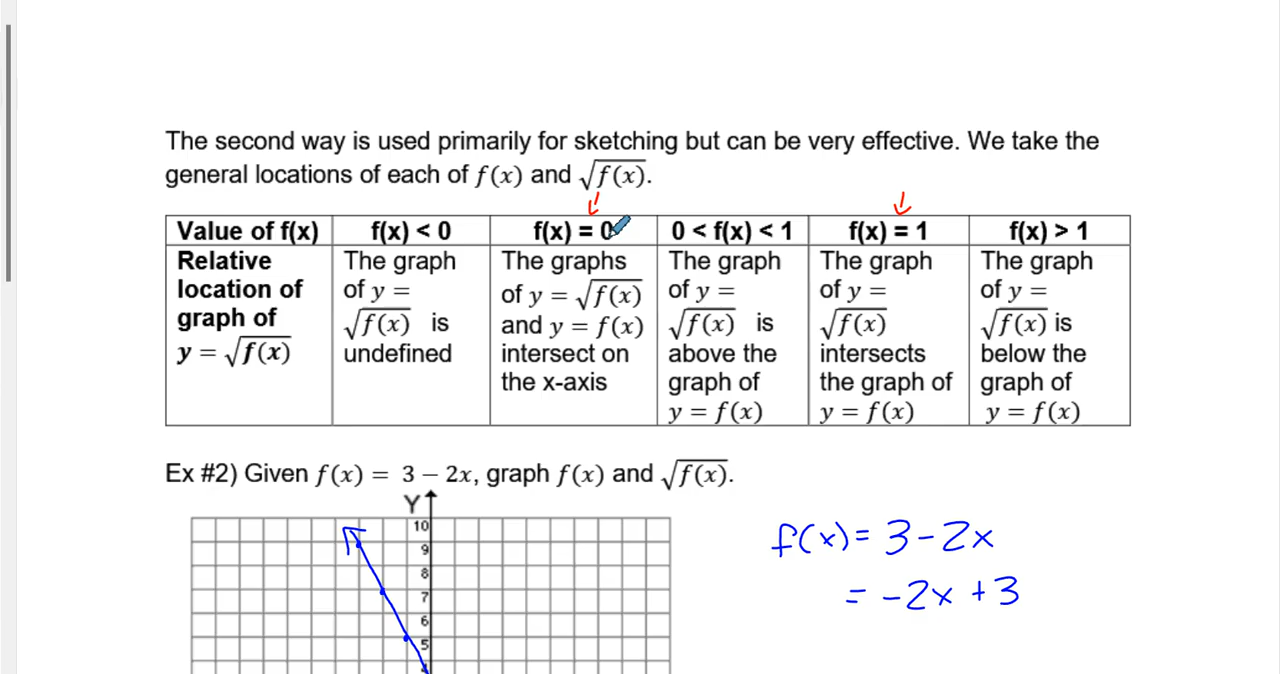 The second way is used primarily for sketching but can be very effective. We take the
general locations of each of f(x) and √f(x).
Value of f(x) f(x) < 0 f(x) = 0 0 < f(x) < 1 f(x) = 1 f(x) > 1
Relative The graph The graphs The graph The graph The graph
location of of y = of y = √f(x) of y = of y = of y =
graph of √f(x) is and y = f(x) √f(x) is √f(x) √f(x) is
y = √f(x) undefined intersect on above the intersects below the
the x-axis graph of the graph of graph of
y = f(x) y = f(x) y = f(x)
Ex #2) Given f(x) = 3 − 2x, graph f(x) and √f(x).
Y
10
f(x) = 3 - 2x
9
8
= -2x + 3
7
6
5